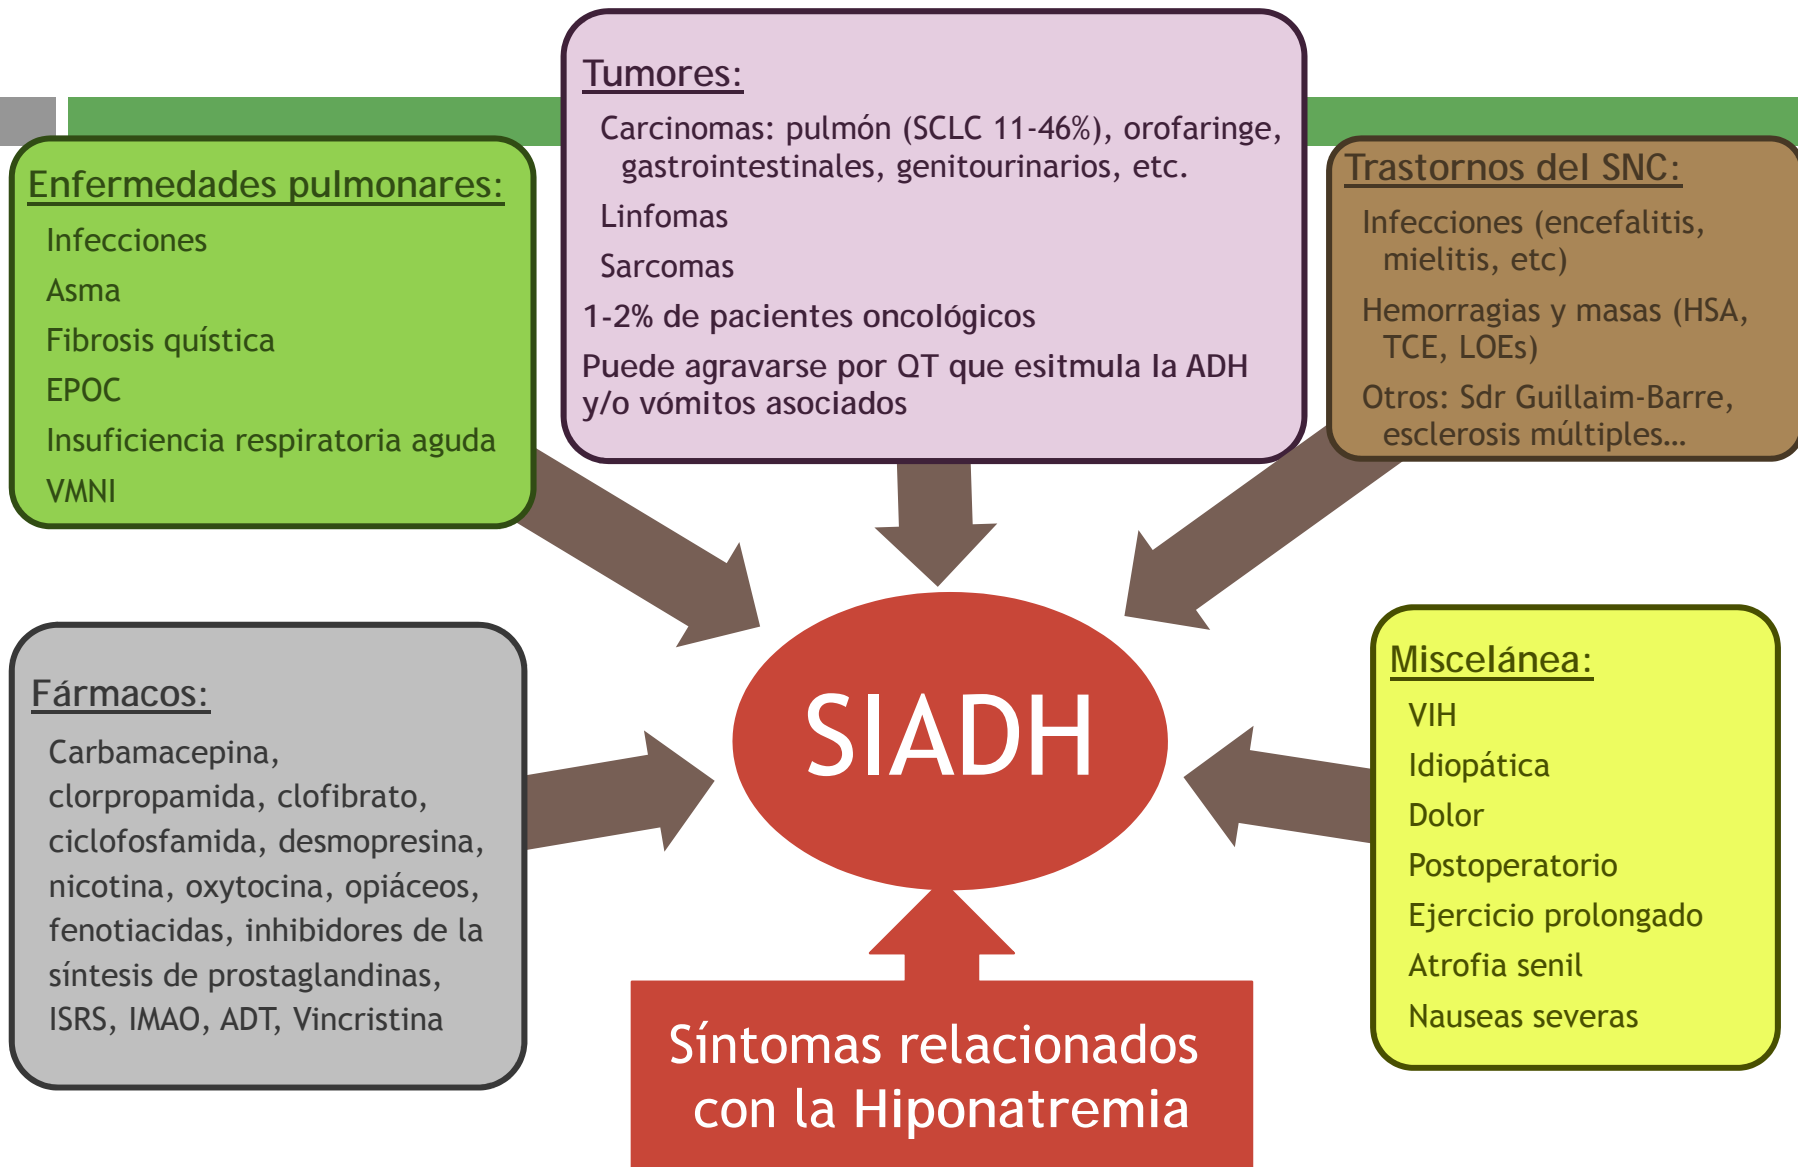 Tumores:
Carcinomas: pulmón (SCLC 11-46%), orofaringe,
gastrointestinales, genitourinarios, etc.
Linfomas
Sarcomas
1-2% de pacientes oncológicos
Puede agravarse por QT que esitmula la ADH
y/o vómitos asociados
Enfermedades pulmonares:
Infecciones
Asma
Fibrosis quística
EPOC
Insuficiencia respiratoria aguda
VMNI
Trastornos del SNC:
Infecciones (encefalitis,
mielitis, etc)
Hemorragias y masas (HSA,
TCE, LOEs)
Otros: Sdr Guillaim-Barre,
esclerosis múltiples…
Fármacos:
Carbamacepina,
clorpropamida, clofibrato,
ciclofosfamida, desmopresina,
nicotina, oxytocina, opiáceos,
fenotiacidas, inhibidores de la
síntesis de prostaglandinas,
ISRS, IMAO, ADT, Vincristina
SIADH
Miscelánea:
VIH
Idiopática
Dolor
Postoperatorio
Ejercicio prolongado
Atrofia senil
Nauseas severas
Síntomas relacionados
con la Hiponatremia